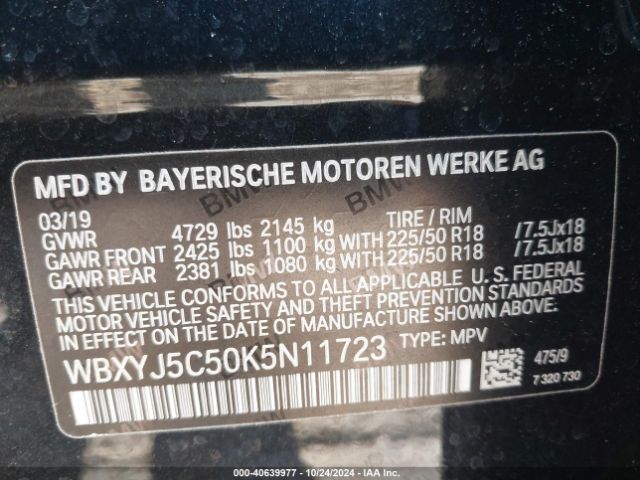 MFD BY BAYERISCHE MOTOREN WERKE AG
03/19 TIRE / RIM
GVWR 4729 lbs 2145 kg
GAWR FRONT 2425 lbs 1100 kg WITH 225/50 R18 /7.5Jx18
GAWR REAR 2381 lbs 1080 kg WITH 225/50 R18 /7.5Jx18
THIS VEHICLE CONFORMS TO ALL APPLICABLE U. S. FEDERAL
MOTOR VEHICLE SAFETY AND THEFT PREVENTION STANDARDS
IN EFFECT ON THE DATE OF MANUFACTURE SHOWN ABOVE.
WBXYJ5C50K5N11723 TYPE: MPV
475/9
7 320 730
000-40639977 - 10/24/2024 - IAA Inc.